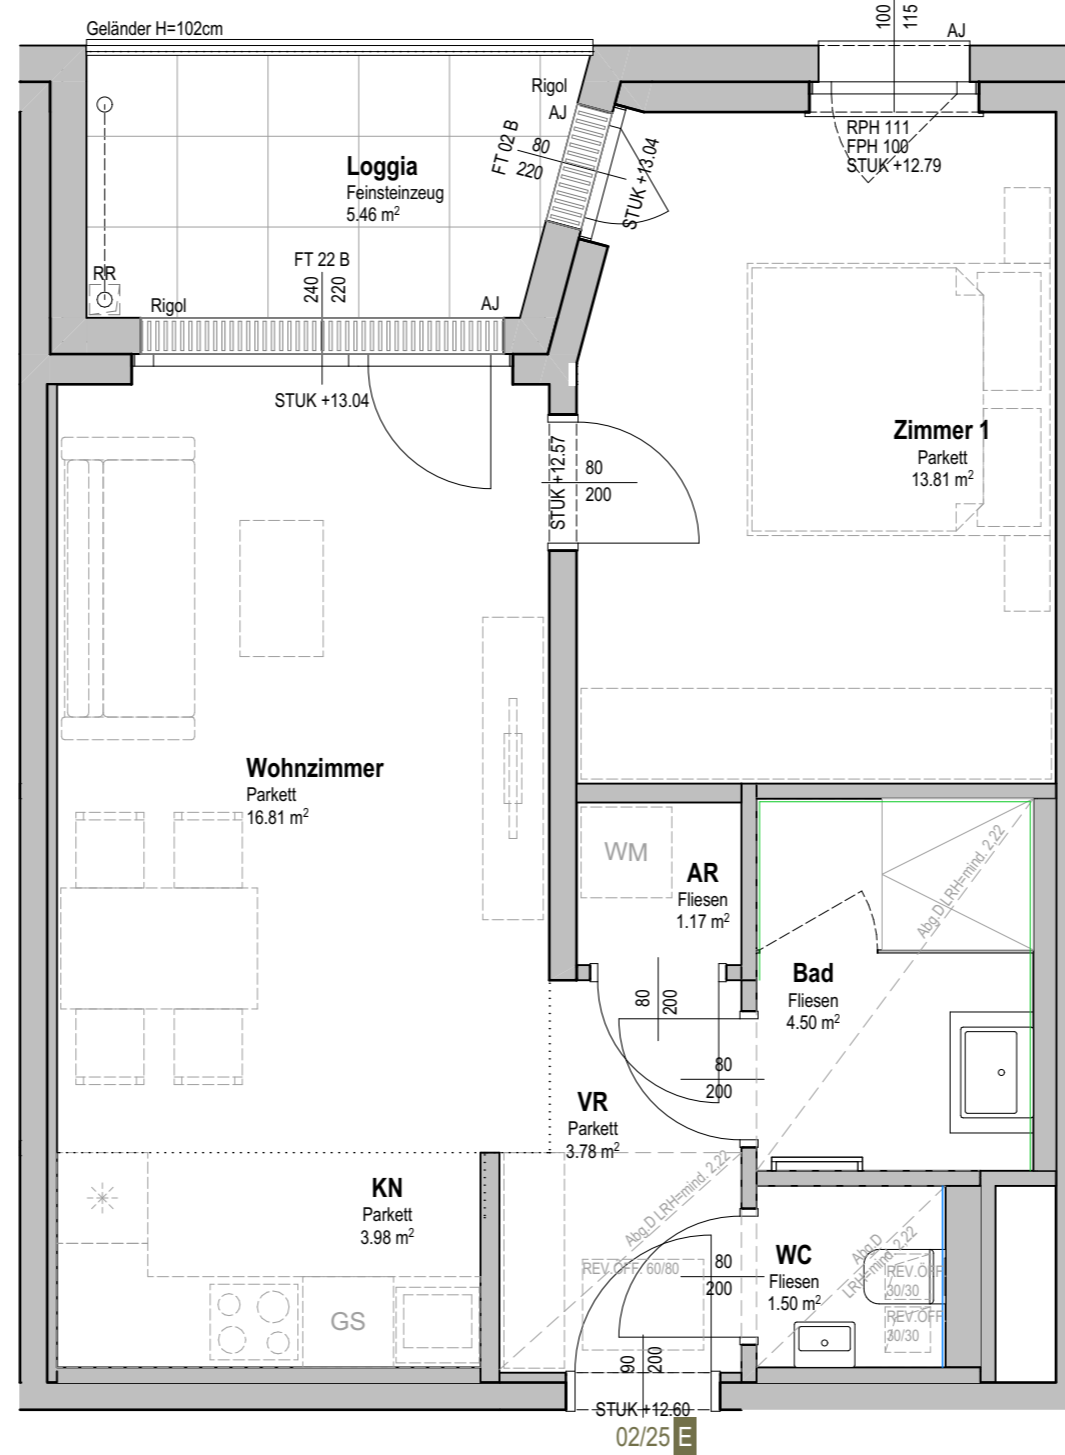 Geländer H=102cm
100
115
AJ
Rigol
AJ
FT 02 B
80
220
STUK +13.04
RPH 111
FPH 100
STUK +12.79
Loggia
Feinsteinzeug
5.46 m²
RR
FT 22 B
240
220
Rigol
AJ
STUK +13.04
STUK +12.57
80
200
Zimmer 1
Parkett
13.81 m²
Wohnzimmer
Parkett
16.81 m²
WM
AR
Fliesen
1.17 m²
Abg.D LRH=mind. 2,22
Bad
Fliesen
4.50 m²
80
200
80
200
VR
Parkett
3.78 m²
Abg.D LRH=mind. 2,22
KN
Parkett
3.98 m²
REV.ÖFF. 60/80
80
200
WC
Fliesen
1.50 m²
Abg.D
LRH=mind. 2,22
REV.ÖFF.
30/30
REV.ÖFF.
30/30
GS
90
200
STUK +12.60
02/25 E